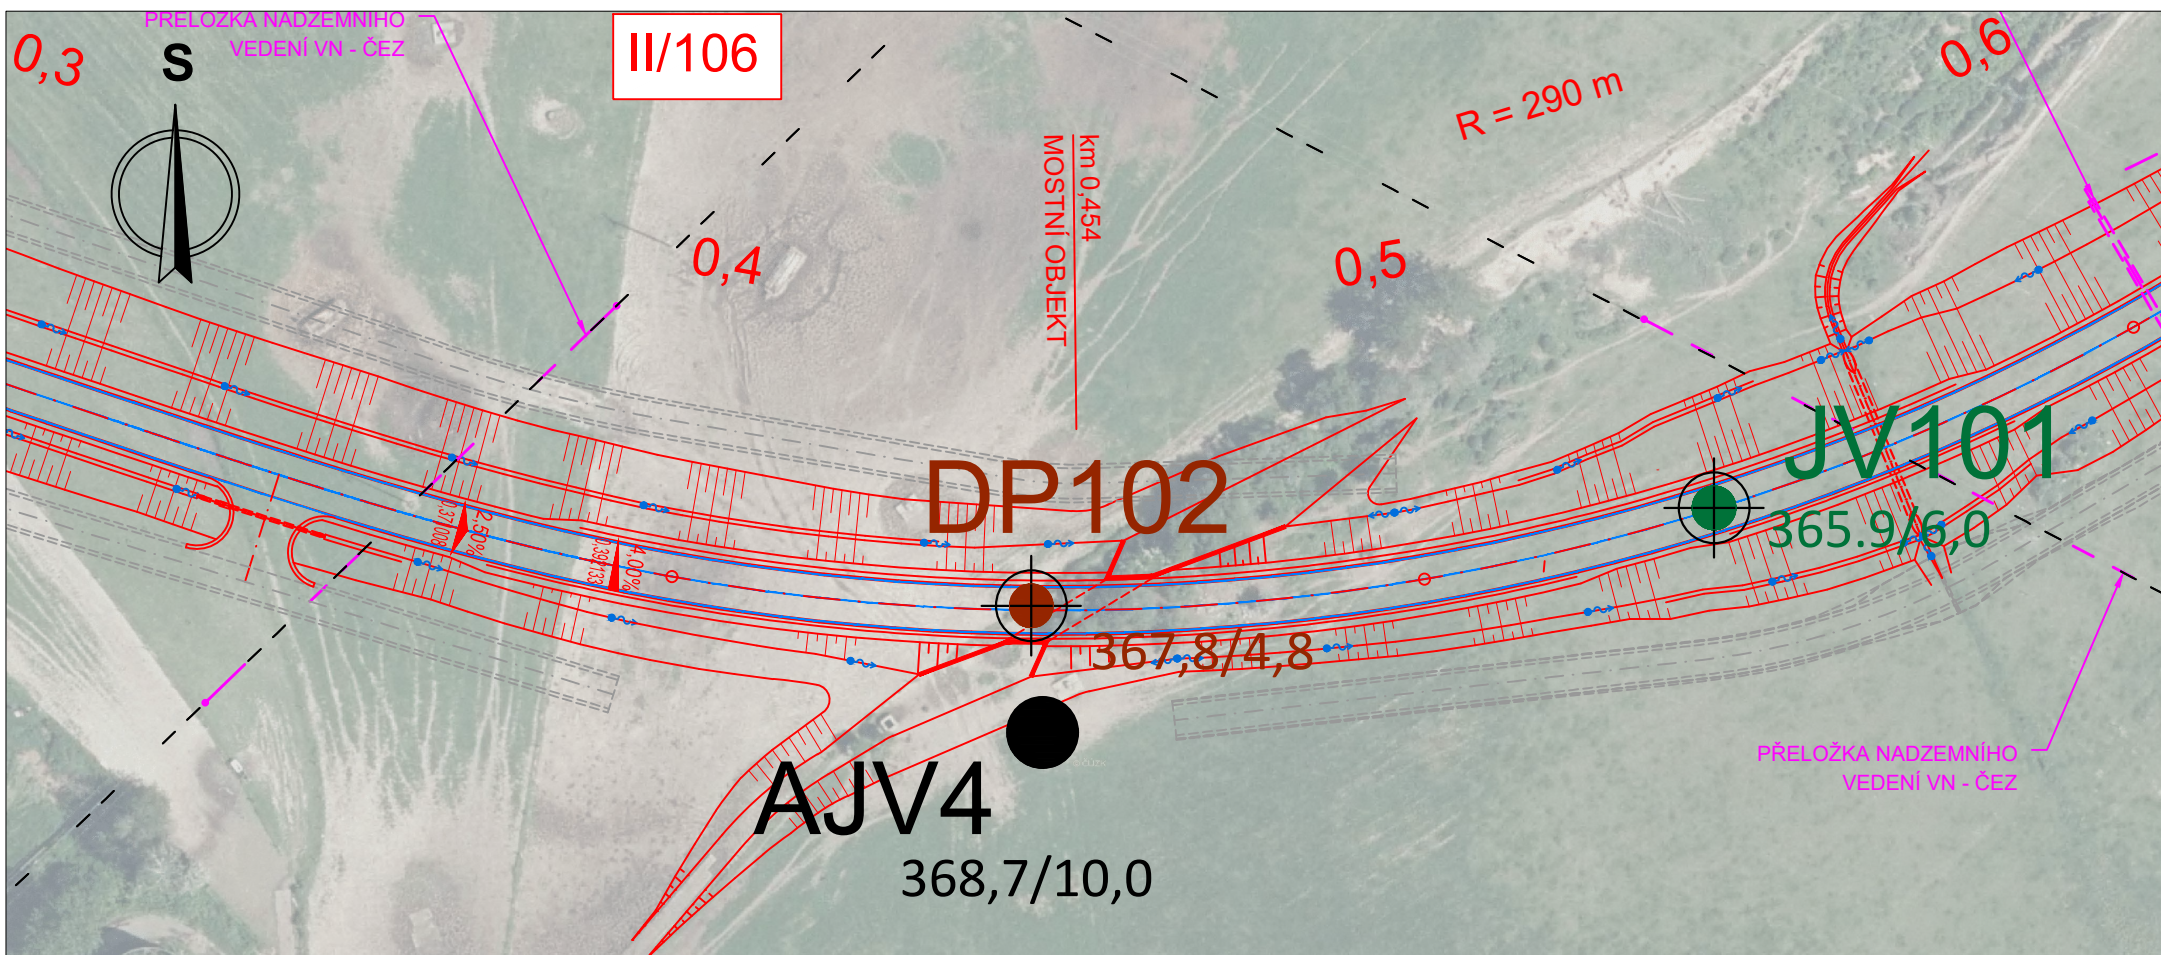 PŘELOŽKA NADZEMNÍHO
VEDENÍ VN - ČEZ
0,3
S
II/106
0,6
R = 290 m
km 0,454
MOSTNÍ OBJEKT
0,4
0,5
JV101
365.9/6,0
DP102
367,8/4,8
2,50%
4,00%
AJV4
368,7/10,0
PŘELOŽKA NADZEMNÍHO
VEDENÍ VN - ČEZ